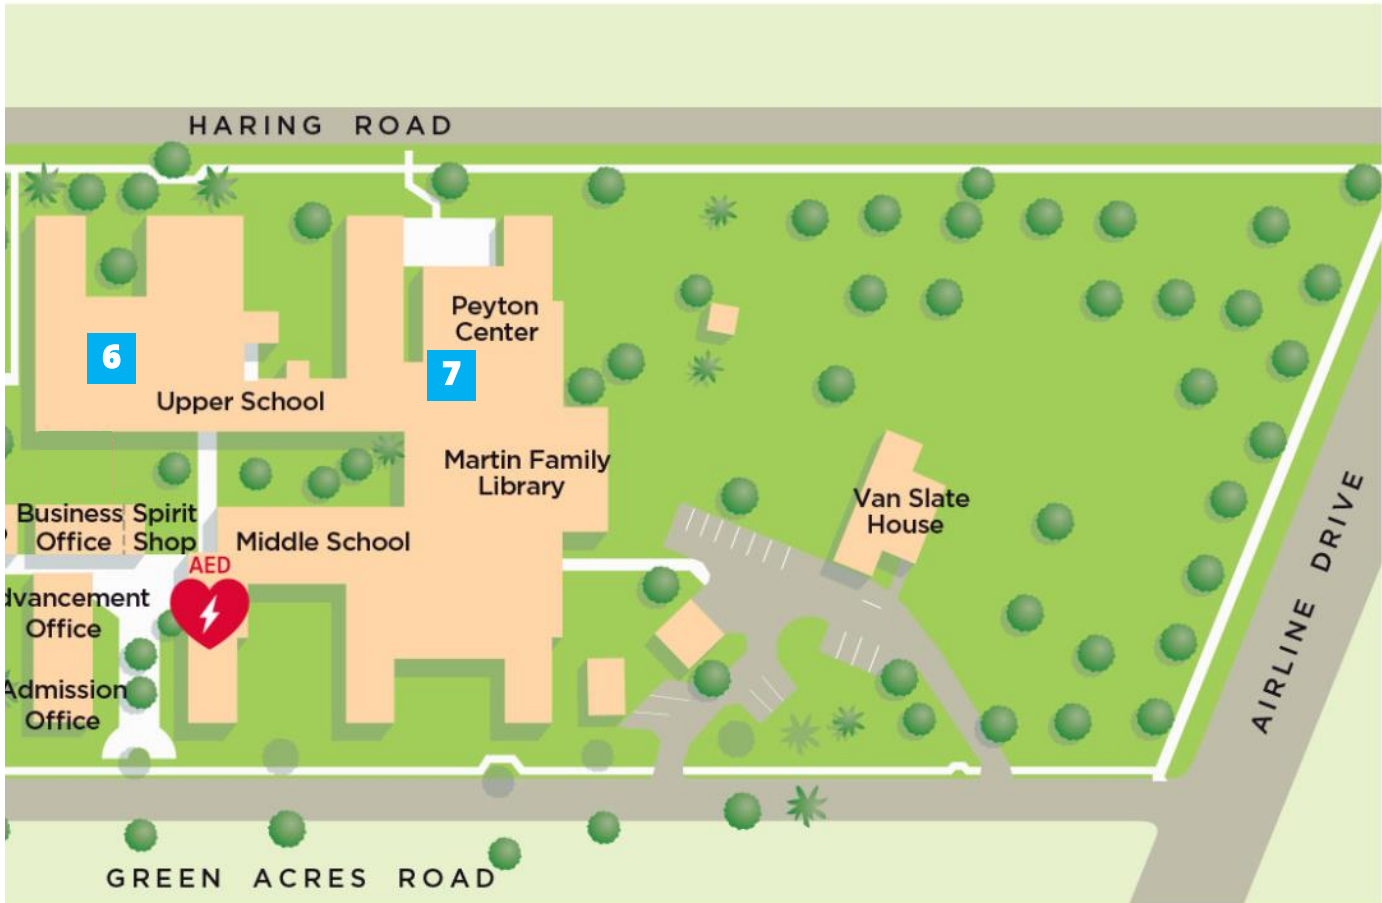 HARING ROAD
Peyton
Center
6
7
Upper School
Martin Family
Library
Van Slate
House
Business Spirit
Office Shop
Middle School
AED
dvancement
Office
Admission
Office
AIRLINE DRIVE
GREEN ACRES ROAD